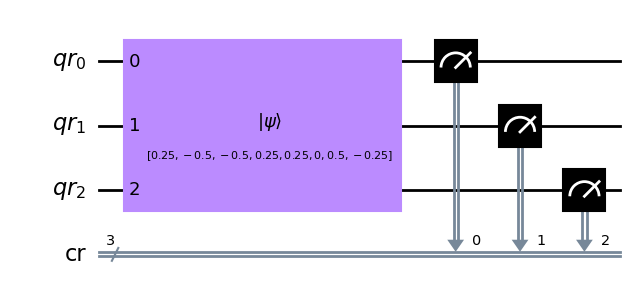 qr₀ 0
qr₁ 1 |ψ⟩
[0.25, −0.5, −0.5, 0.25, 0.25, 0, 0.5, −0.25]
qr₂ 2
cr 3 0 1 2